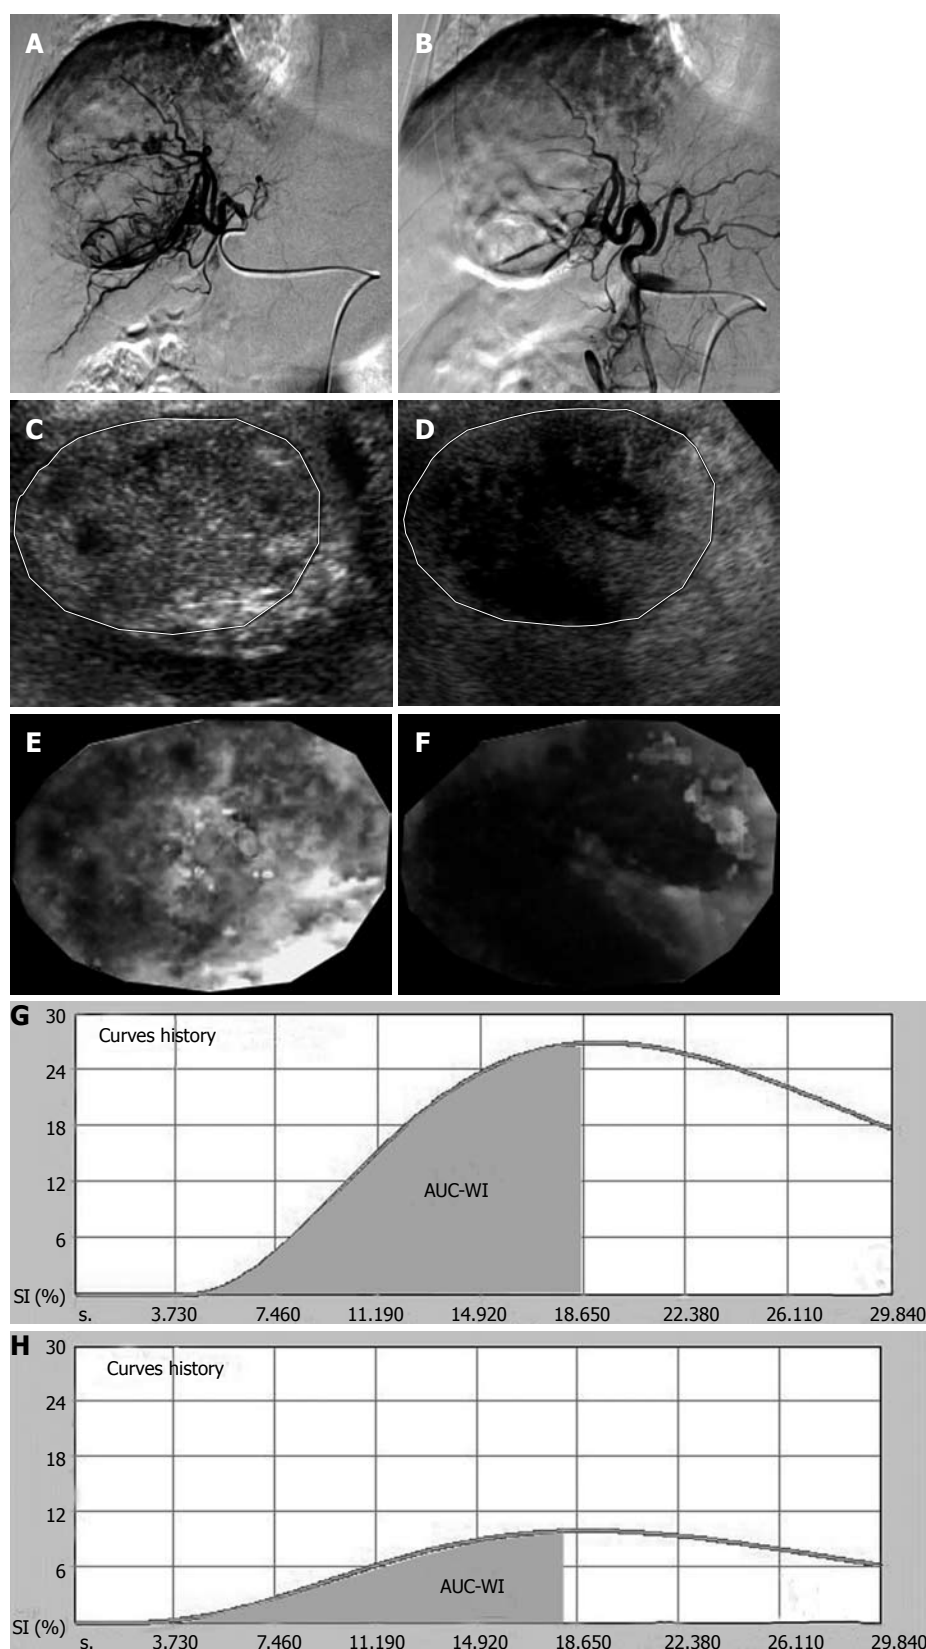 A
B
C
D
E
F
G
30
Curves history
24
18
12
AUC-WI
6
SI (%)
s. 3.730 7.460 11.190 14.920 18.650 22.380 26.110 29.840
H
30
Curves history
24
18
12
6
AUC-WI
SI (%)
s. 3.730 7.460 11.190 14.920 18.650 22.380 26.110 29.840